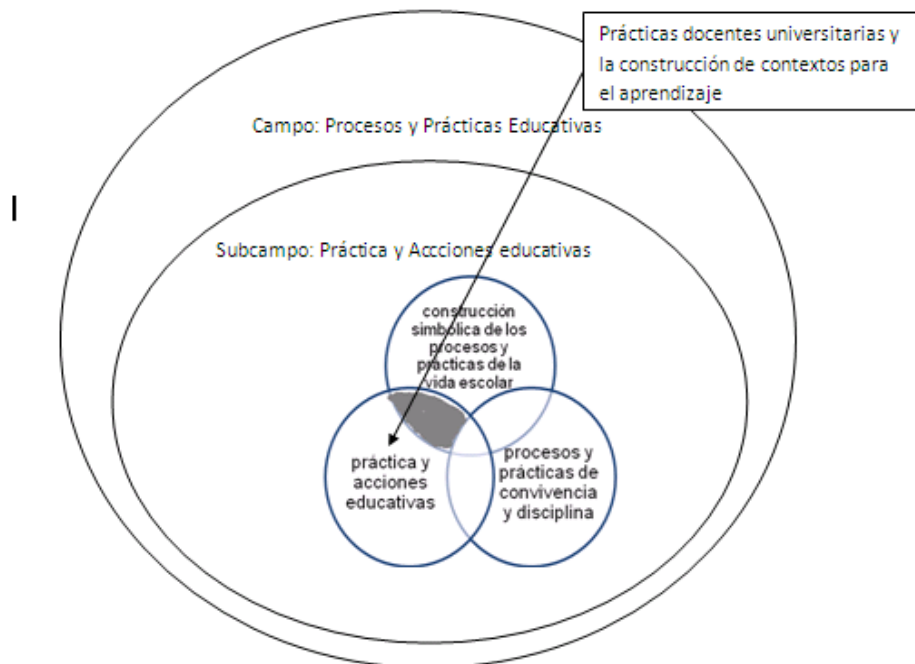 Prácticas docentes universitarias y
la construcción de contextos para
el aprendizaje
Campo: Procesos y Prácticas Educativas
Subcampo: Práctica y Accciones educativas
construcción
simbólica de los
procesos y
prácticas de la
vida escolar
práctica y
acciones
educativas
procesos y
prácticas de
convivencia
y disciplina